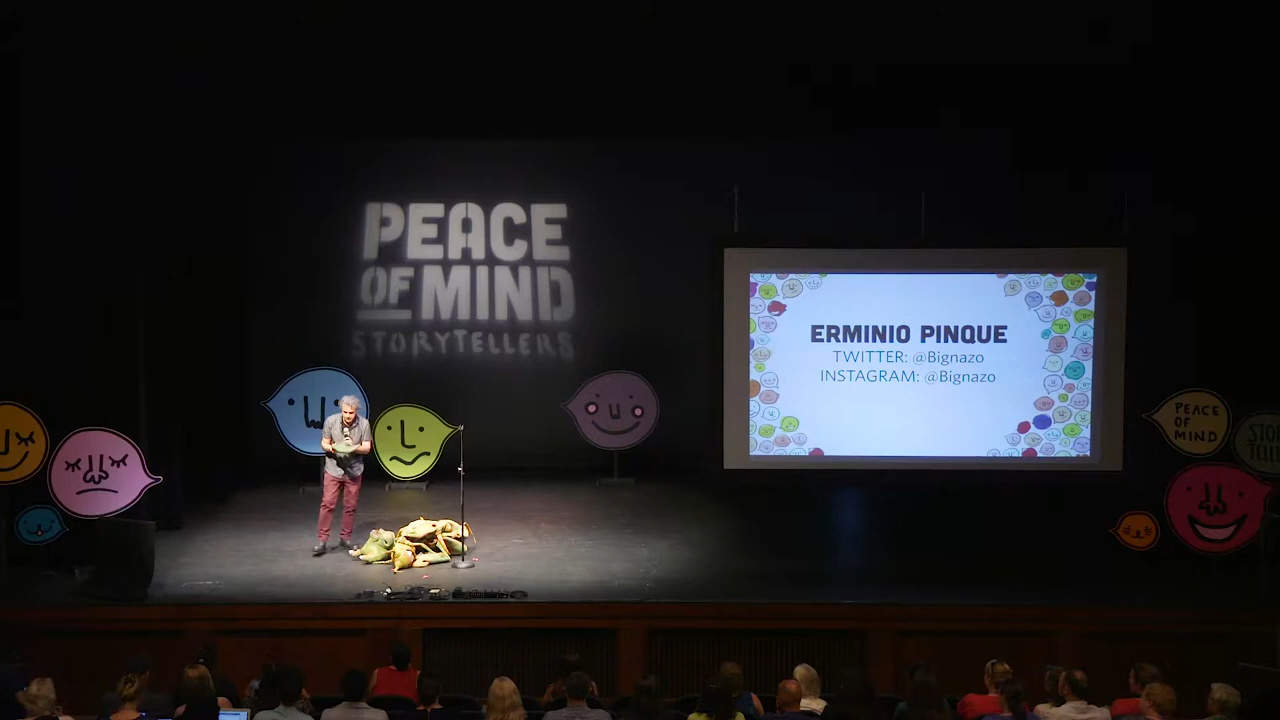 PEACE
OF MIND
STORYTELLERS
ERMINIO PINQUE
TWITTER: @Bignazo
INSTAGRAM: @Bignazo
PEACE
OF
MIND